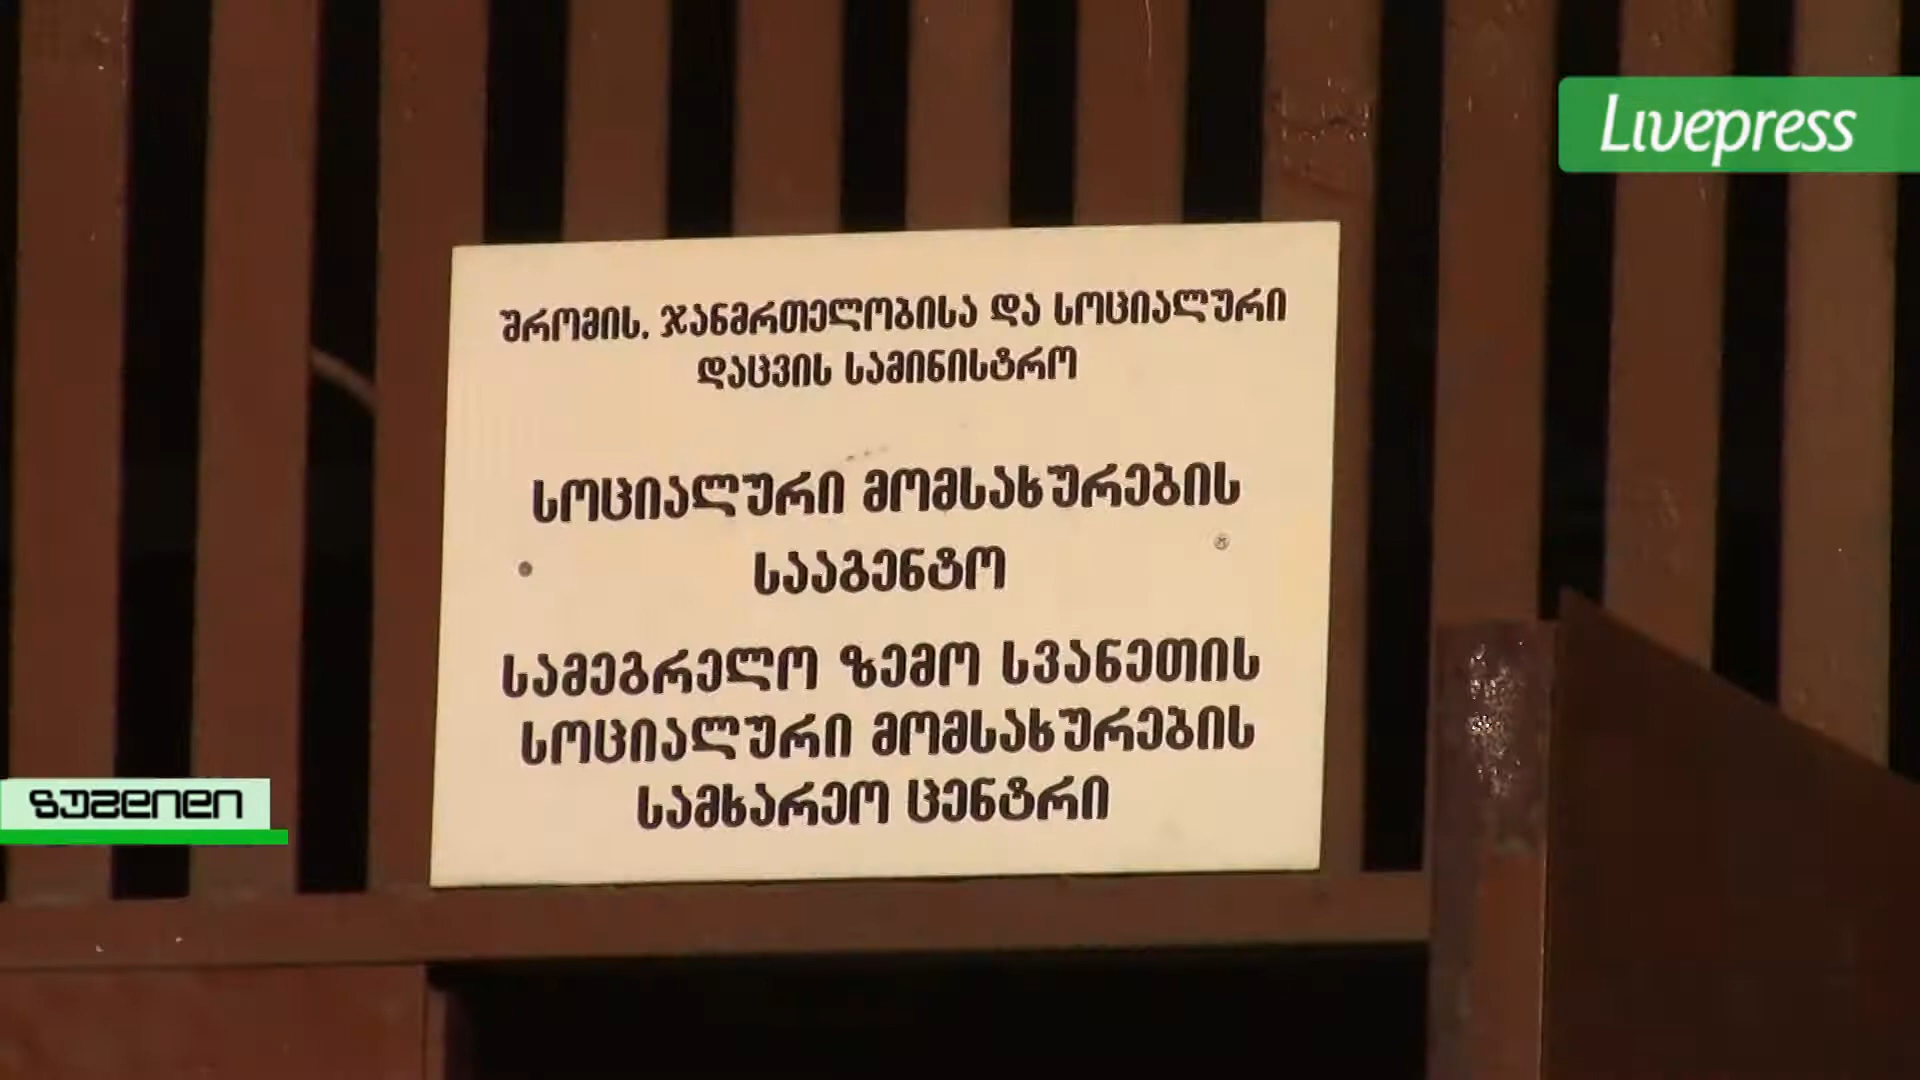 Livepress
შრომის, ჯანმრთელობისა და სოციალური
დაცვის სამინისტრო
სოციალური მომსახურების
სააგენტო
სამეგრელო ზემო სვანეთის
სოციალური მომსახურების
სამხარეო ცენტრი
ზუგდიდი